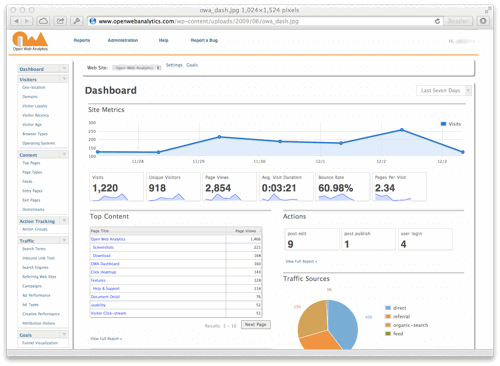 owa_dash.jpg 1,024×1,524 pixels
www.openwebanalytics.com/wp-content/uploads/2009/06/owa_dash.jpg
Reader
OWA
Open Web Analytics
Reports
Administration
Help
Report a Bug
Hi,
Web Site:
Open Web Analytics
Settings
Goals
Dashboard
Visitors
Geo-location
Domains
Visitor Loyalty
Visitor Recency
Visitor Age
Browser Types
Operating Systems
Content
Top Pages
Page Types
Feeds
Entry Pages
Exit Pages
Domstreams
Action Tracking
Action Groups
Traffic
Search Terms
Inbound Link Text
Search Engines
Referring Web Sites
Campaigns
Ad Performance
Ad Types
Creative Performance
Attribution History
Goals
Funnel Visualization
Dashboard
Last Seven Days
Site Metrics
300
250
200
150
100
Visits
11/28
11/29
11/30
12/1
12/2
12/2
Visits
1,220
Unique Visitors
918
Page Views
2,854
Avg. Visit Duration
0:03:21
Bounce Rate
60.98%
Pages Per Visit
2.34
Top Content
Page Title Page Views
Open Web Analytics 1,466
Screenshots 221
Download 168
OWA Dashboard 165
Click Heatmap 141
Features 128
Help & Support 114
Document Detail 76
usability 52
Visitor Click-stream 51
Results: 1 - 10
Next Page
View Full Report »
Actions
post edit
9
post publish
1
user login
4
View Full Report »
Traffic Sources
direct
referral
organic-search
feed